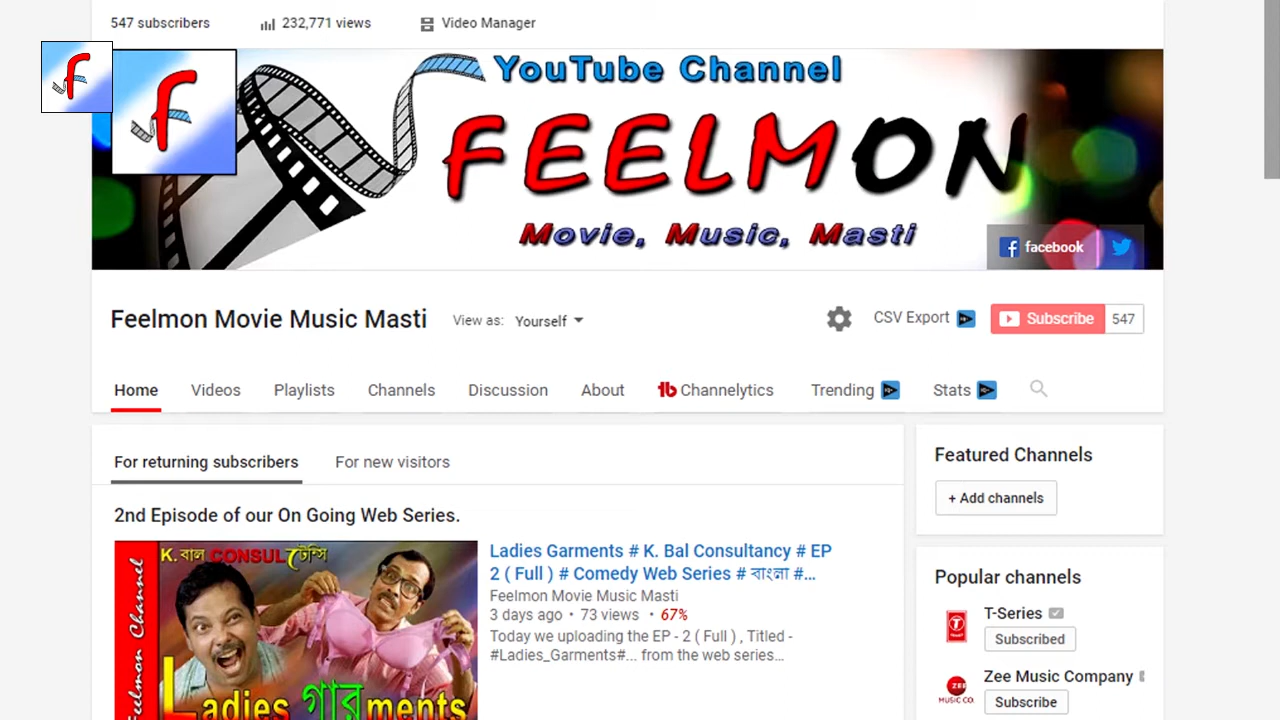 547 subscribers
232,771 views
Video Manager
YouTube Channel
FEELMON
Movie, Music, Masti
facebook
Feelmon Movie Music Masti
View as: Yourself
CSV Export
Subscribe 547
Home Videos Playlists Channels Discussion About Channelytics Trending Stats
For returning subscribers
For new visitors
Featured Channels
+ Add channels
2nd Episode of our On Going Web Series.
K. বাল CONSULটেন্সি
Feelmon Channel
Ladies গারments
Ladies Garments # K. Bal Consultancy # EP
2 ( Full ) # Comedy Web Series # বাংলা #...
Feelmon Movie Music Masti
3 days ago • 73 views • 67%
Today we uploading the EP - 2 ( Full ) , Titled -
#Ladies_Garments#... from the web series...
Popular channels
T-Series
Subscribed
Zee Music Company
ZEE
MUSIC CO.
Subscribe